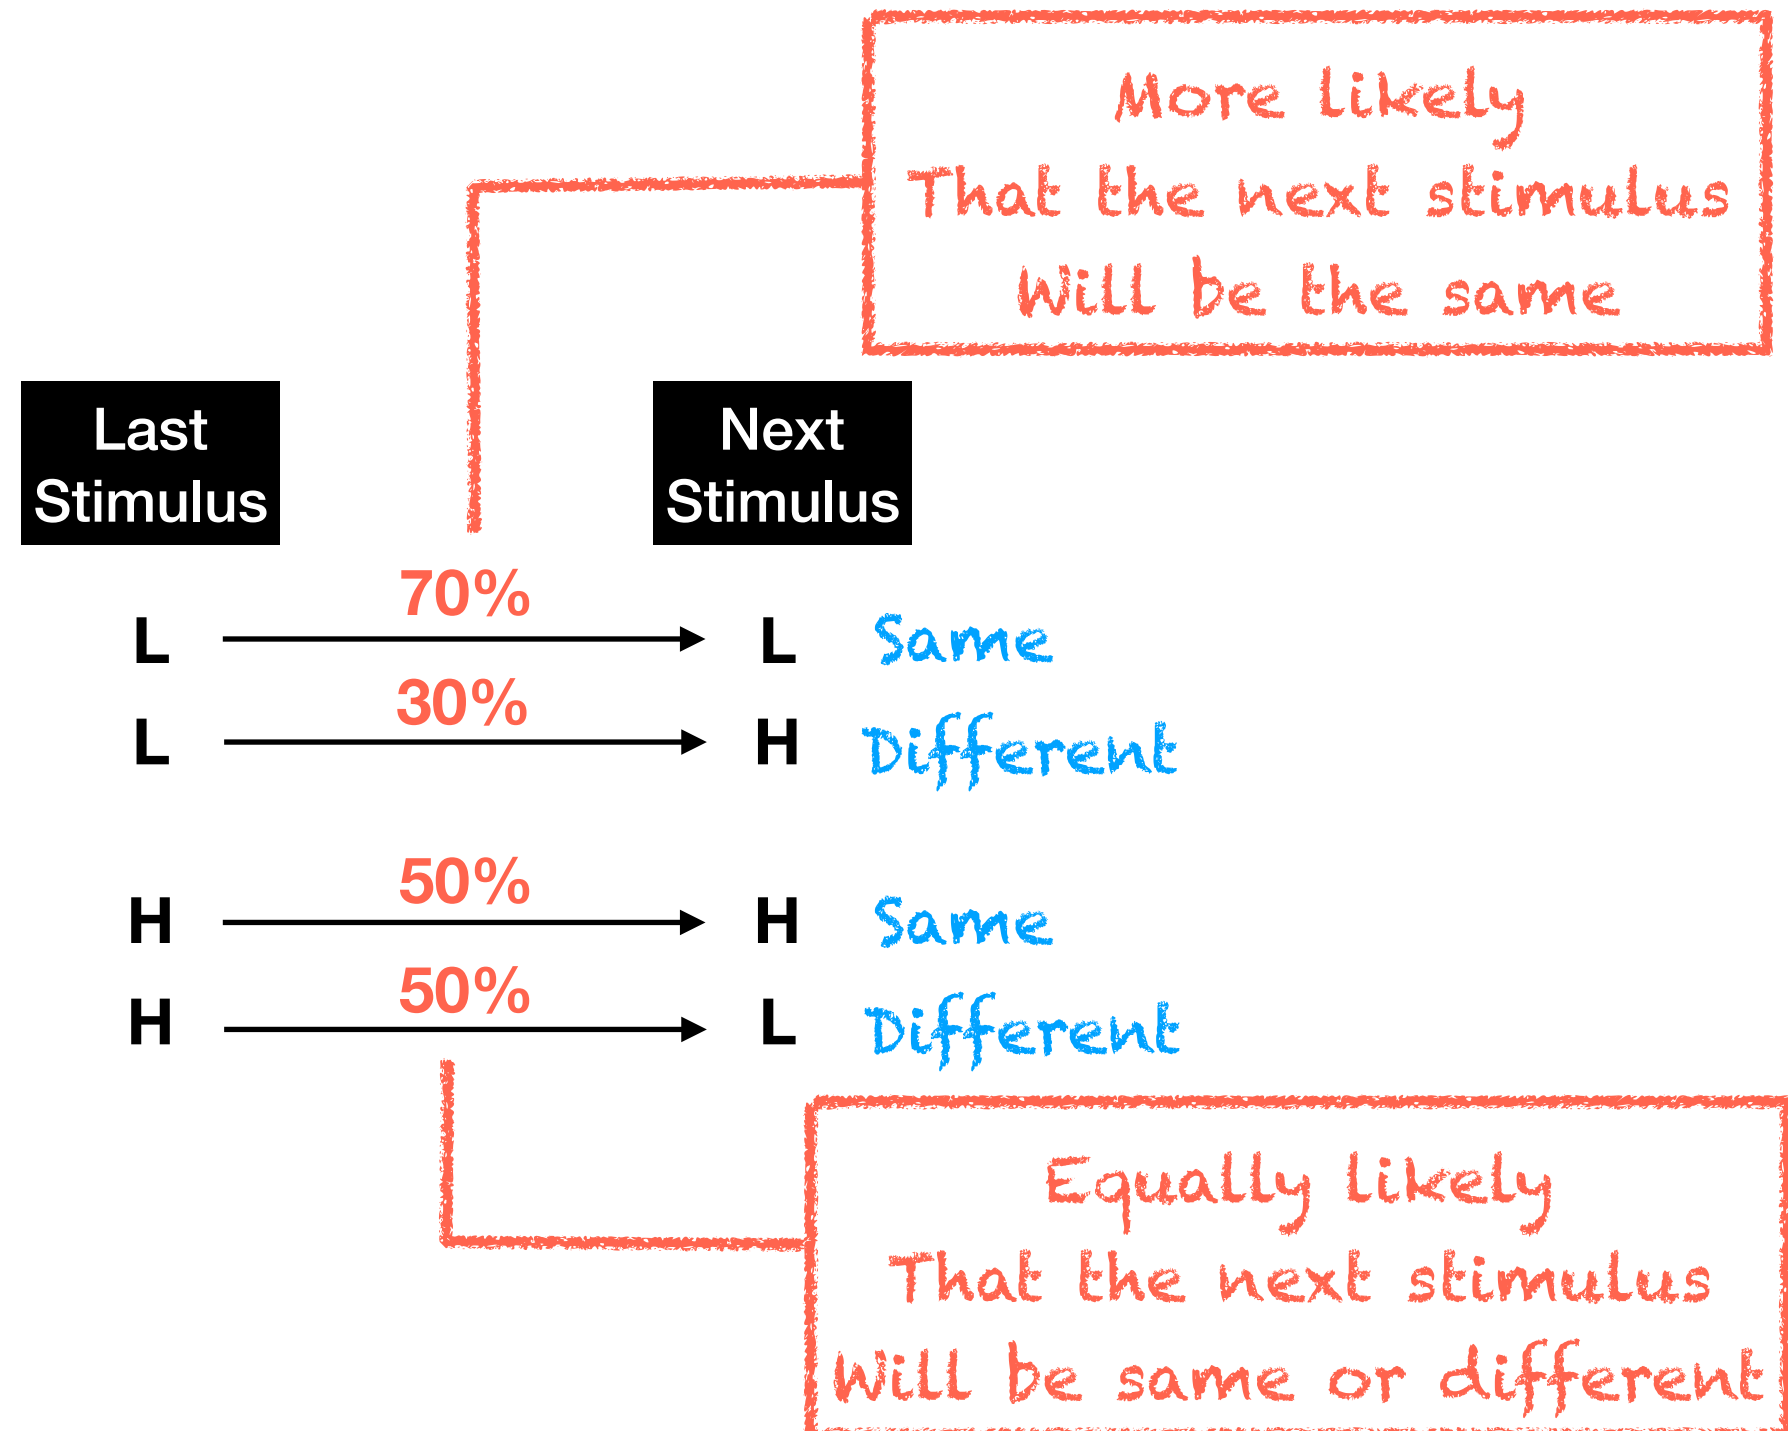 More likely
That the next stimulus
Will be the same
Last
Stimulus
Next
Stimulus
70%
L L Same
30%
L H Different
50%
H H Same
50%
H L Different
Equally likely
That the next stimulus
Will be same or different